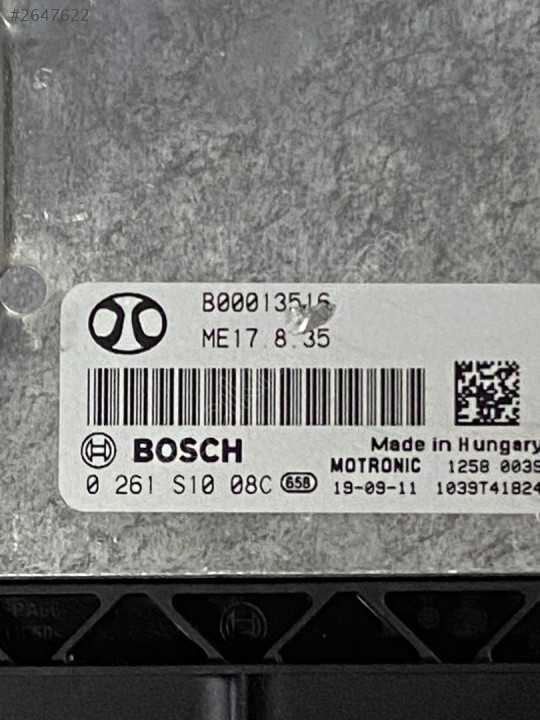 #2647622
B00013516
ME17.8.35
BOSCH
Made in Hungary
MOTRONIC 1258 0039
0 261 S10 08C 658 19-09-11 1039T41824